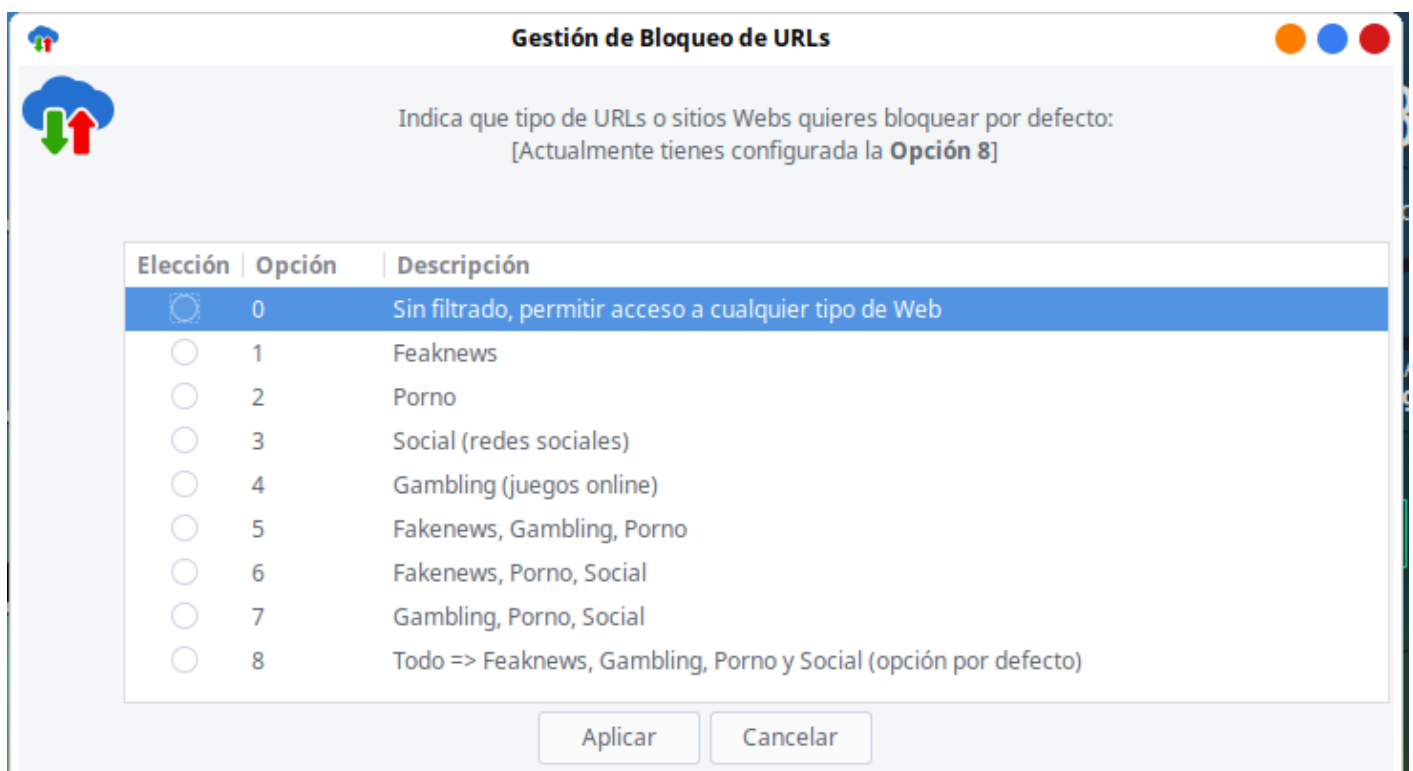 Gestión de Bloqueo de URLs
Indica que tipo de URLs o sitios Webs quieres bloquear por defecto:
[Actualmente tienes configurada la Opción 8]
Elección Opción Descripción
0 Sin filtrado, permitir acceso a cualquier tipo de Web
1 Feaknews
2 Porno
3 Social (redes sociales)
4 Gambling (juegos online)
5 Fakenews, Gambling, Porno
6 Fakenews, Porno, Social
7 Gambling, Porno, Social
8 Todo => Feaknews, Gambling, Porno y Social (opción por defecto)
Aplicar Cancelar